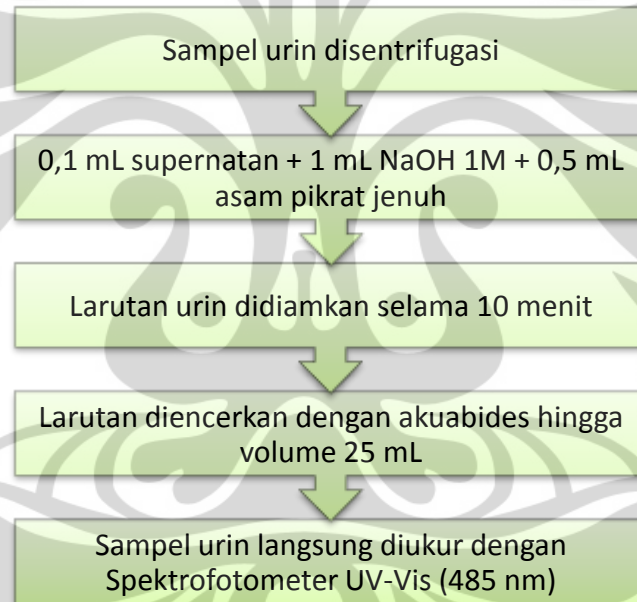 Sampel urin disentrifugasi
0,1 mL supernatan + 1 mL NaOH 1M + 0,5 mL
asam pikrat jenuh
Larutan urin didiamkan selama 10 menit
Larutan diencerkan dengan akuabides hingga
volume 25 mL
Sampel urin langsung diukur dengan
Spektrofotometer UV-Vis (485 nm)